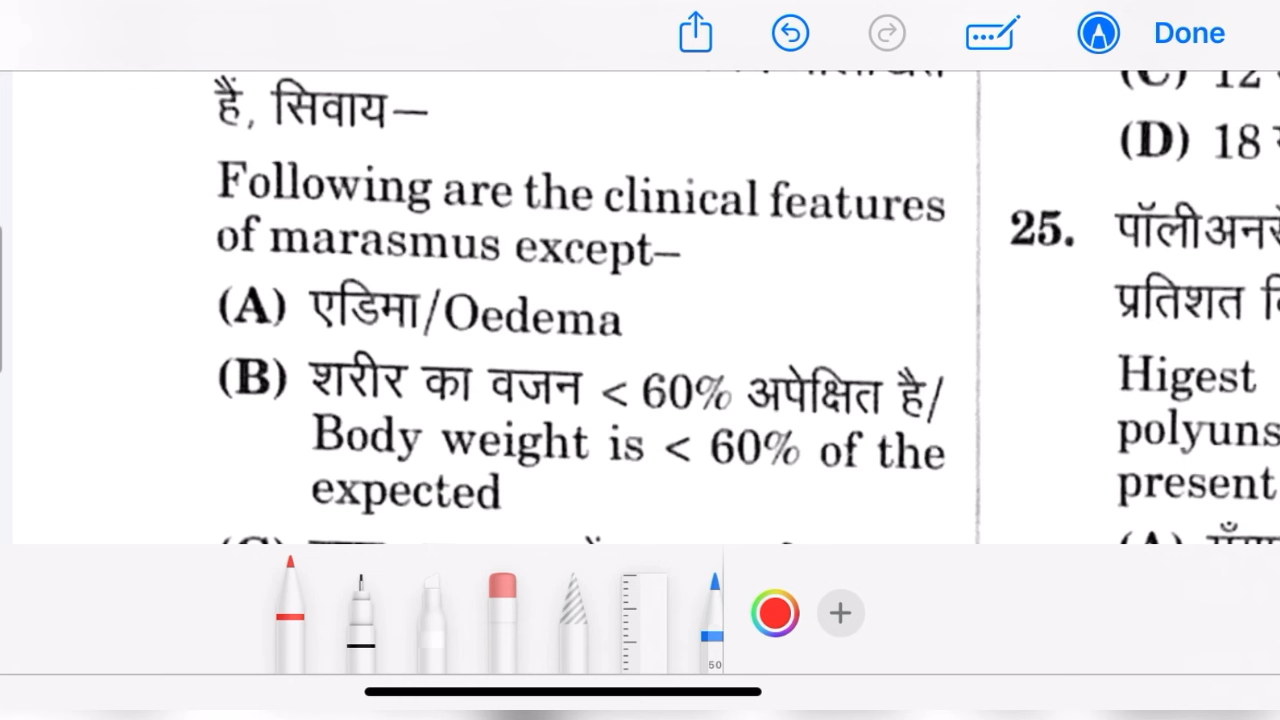 Done
हैं, सिवाय—
Following are the clinical features
of marasmus except–
(A) एडिमा/Oedema
(B) शरीर का वजन < 60% अपेक्षित है/
Body weight is < 60% of the
expected
(D) 18
25.
प्रतिशत
Higest
polyuns
present
50